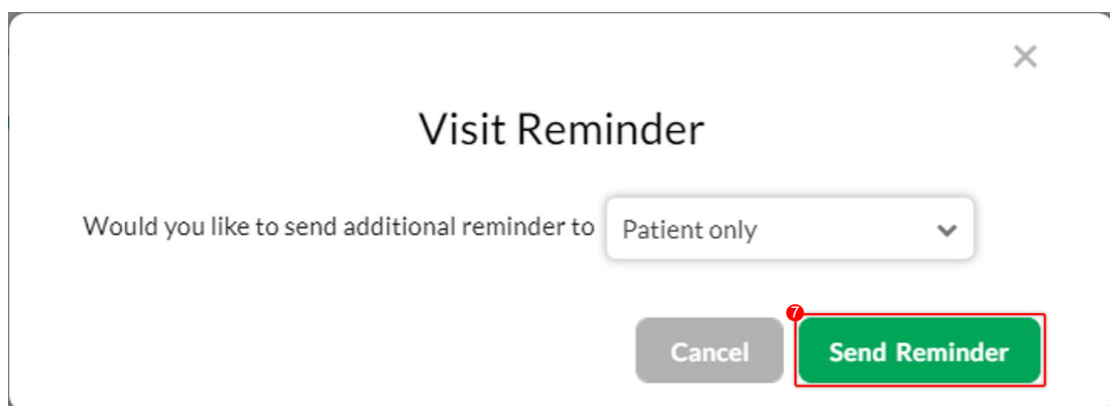 Visit Reminder
Would you like to send additional reminder to Patient only
7
Cancel Send Reminder